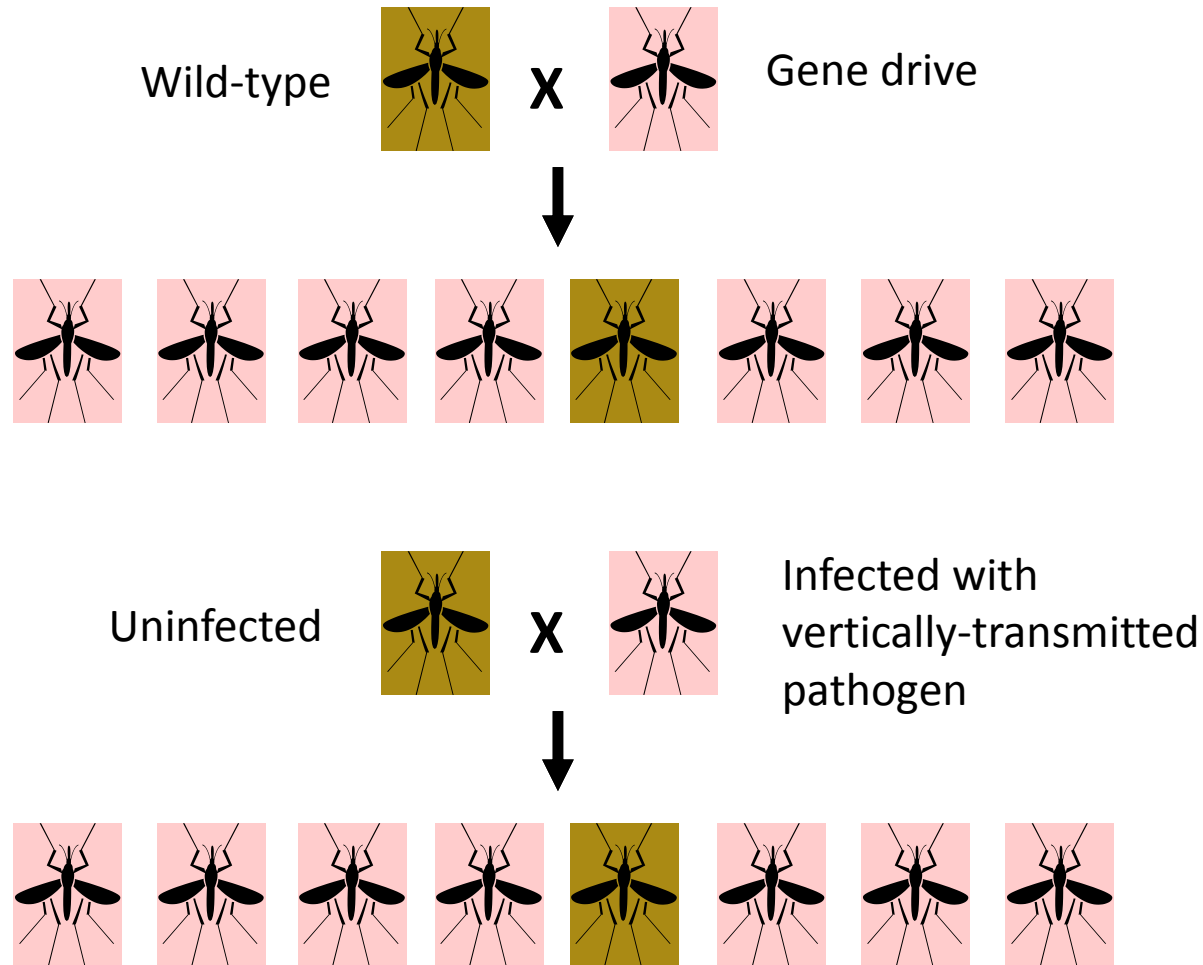 Wild-type
X
Gene drive
Uninfected
X
Infected with
vertically-transmitted
pathogen